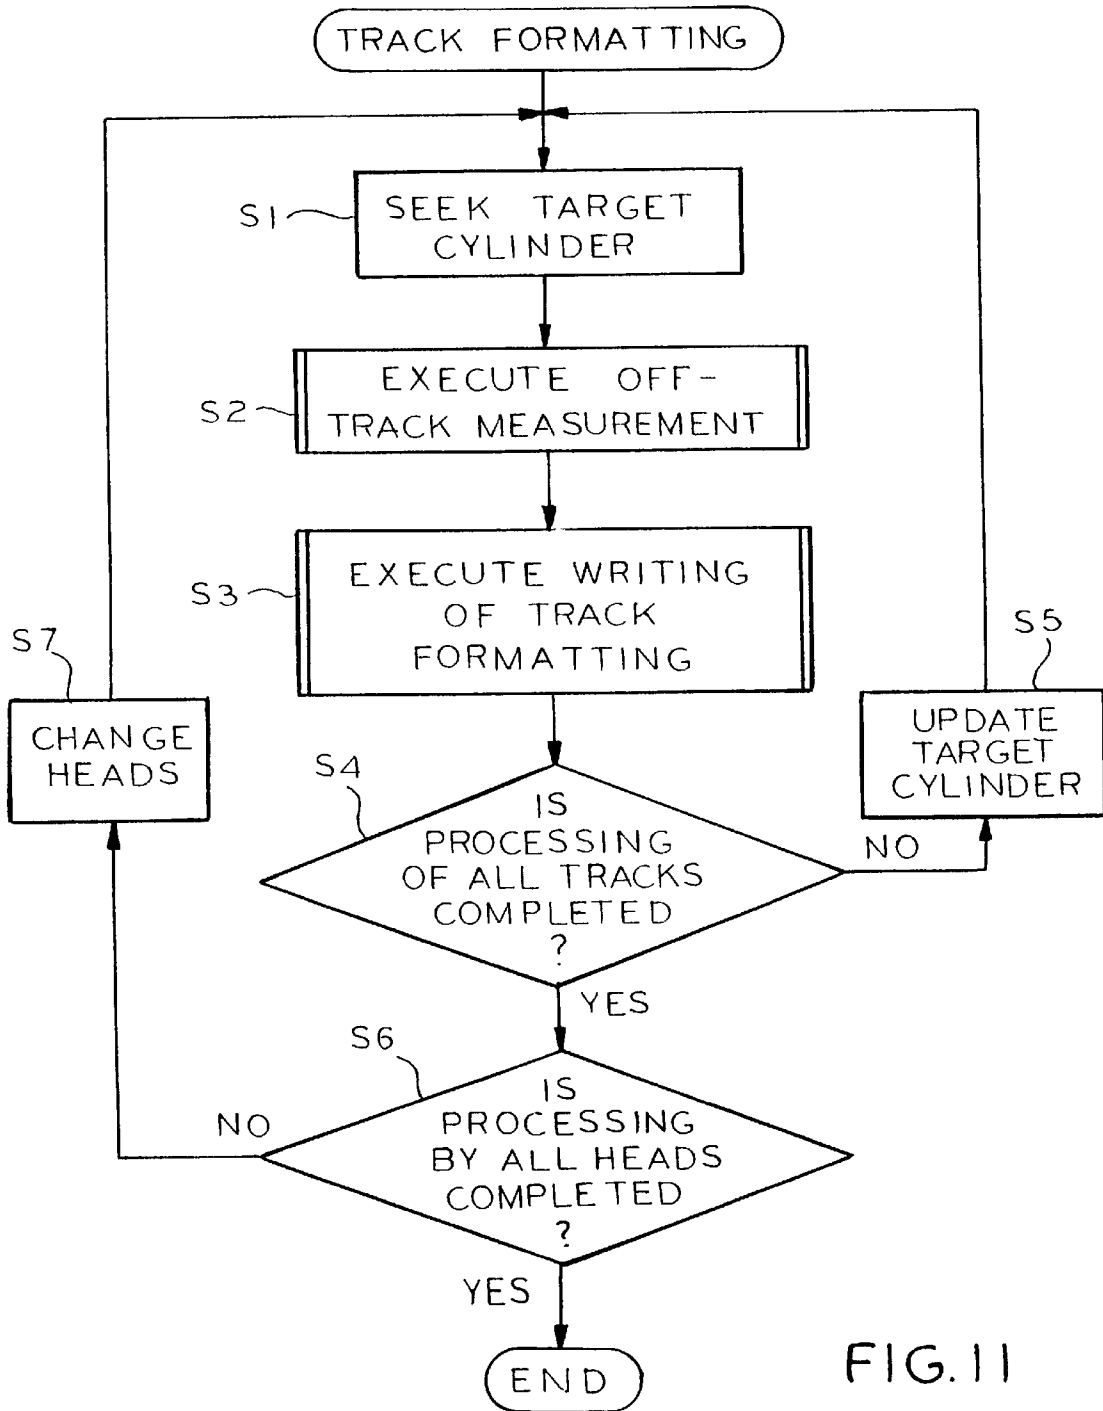 TRACK FORMATTING
S1
SEEK TARGET
CYLINDER
S2
EXECUTE OFF-
TRACK MEASUREMENT
S3
EXECUTE WRITING
OF TRACK
FORMATTING
S7
CHANGE
HEADS
S5
UPDATE
TARGET
CYLINDER
S4
IS
PROCESSING
OF ALL TRACKS
COMPLETED
?
NO
YES
S6
IS
PROCESSING
BY ALL HEADS
COMPLETED
?
NO
YES
END
FIG.11